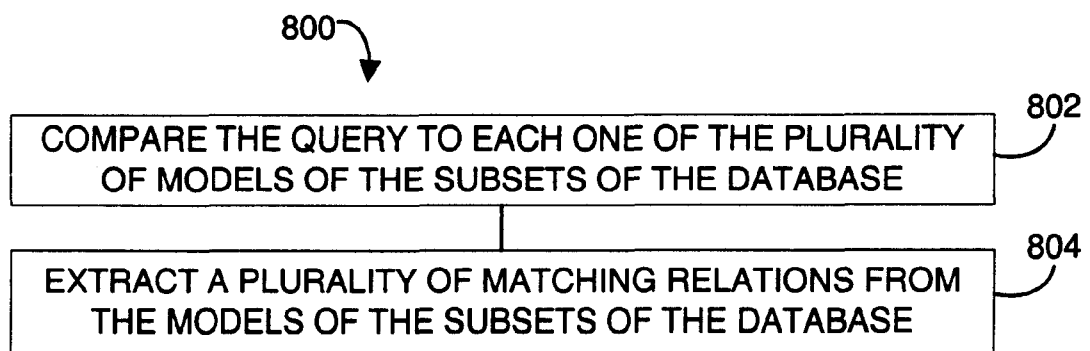 800
802
COMPARE THE QUERY TO EACH ONE OF THE PLURALITY
OF MODELS OF THE SUBSETS OF THE DATABASE
804
EXTRACT A PLURALITY OF MATCHING RELATIONS FROM
THE MODELS OF THE SUBSETS OF THE DATABASE